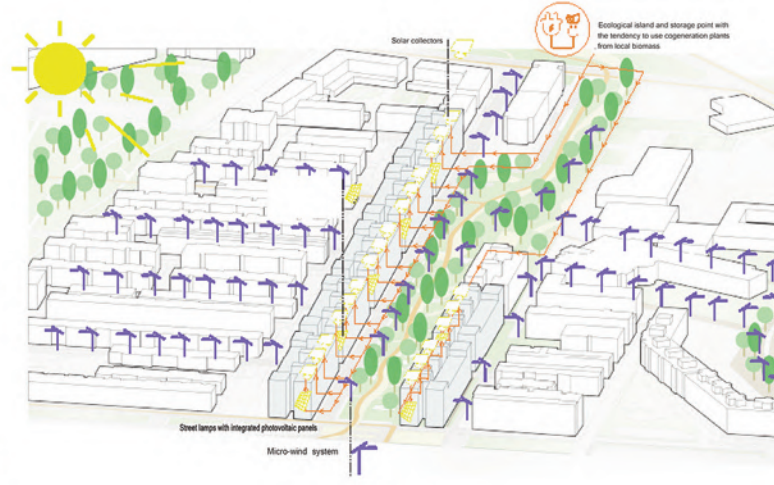 Solar collectors
Ecological island and storage point with
the tendency to use cogeneration plants
from local biomass
Street lamps with integrated photovoltaic panels
Micro-wind system